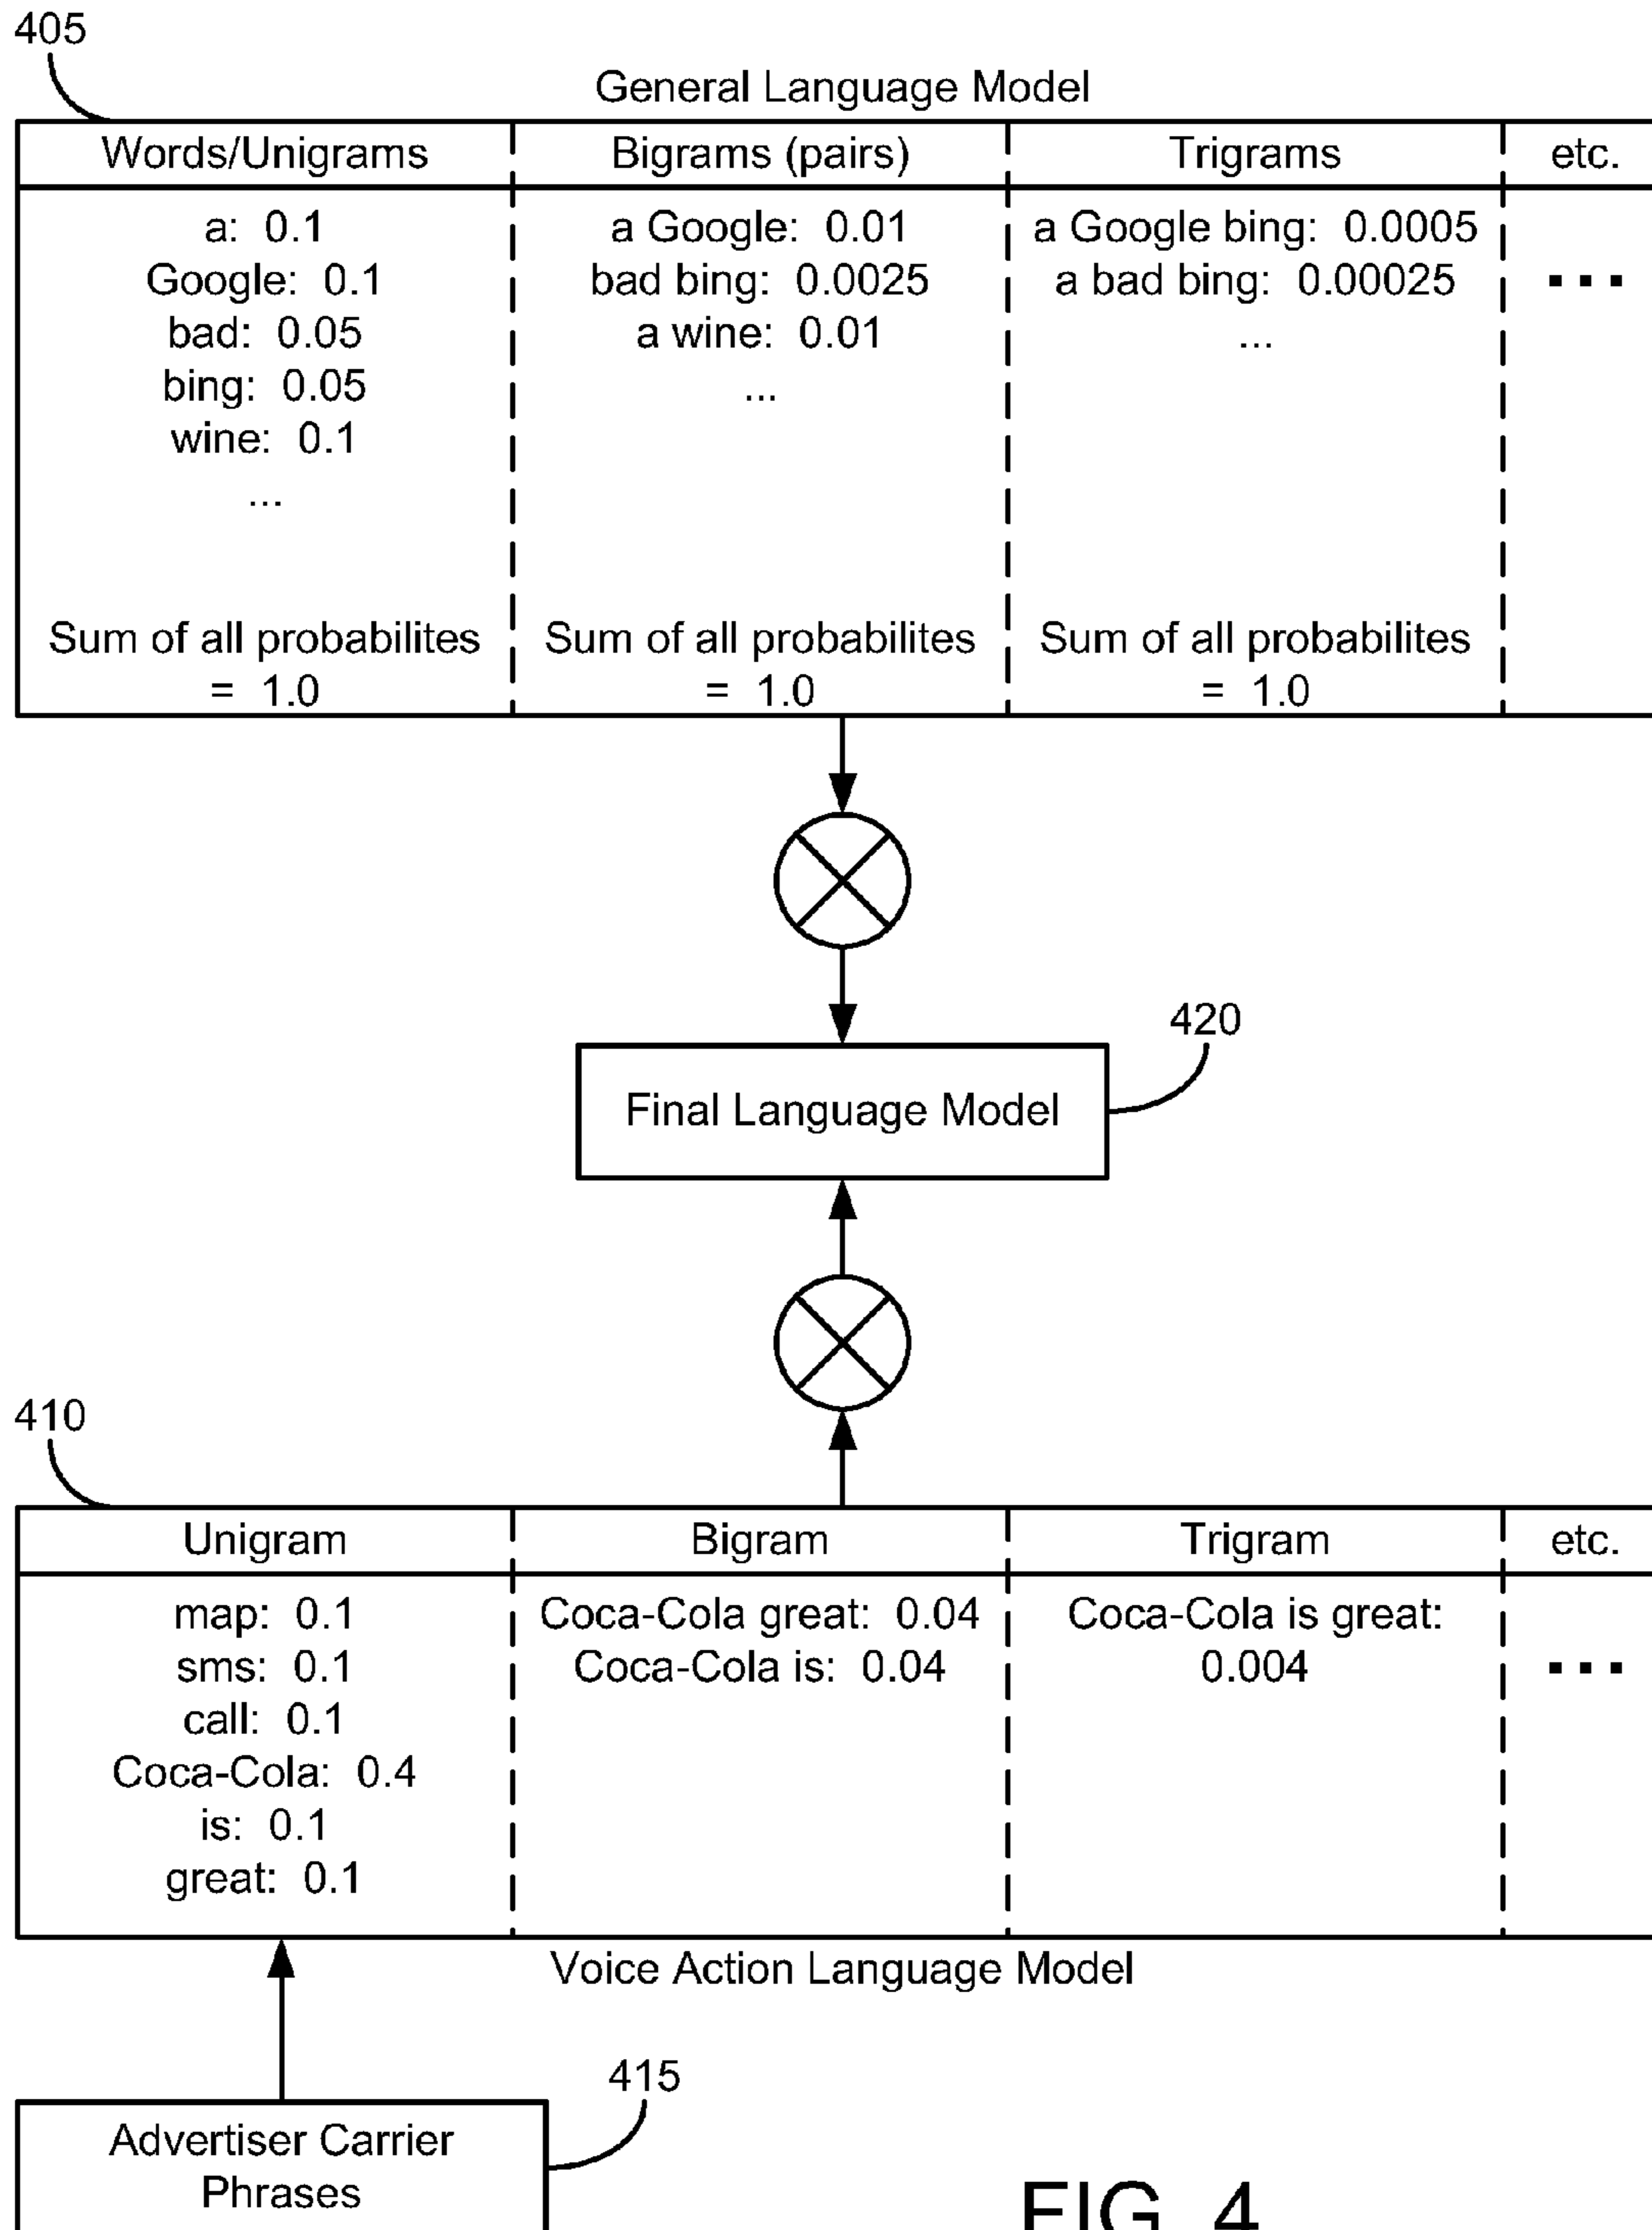 405
General Language Model
Words/Unigrams
Bigrams (pairs)
Trigrams
etc.
a: 0.1
Google: 0.1
bad: 0.05
bing: 0.05
wine: 0.1
...
Sum of all probabilites
= 1.0
a Google: 0.01
bad bing: 0.0025
a wine: 0.01
...
Sum of all probabilites
= 1.0
a Google bing: 0.0005
a bad bing: 0.00025
...
Sum of all probabilites
= 1.0
...
420
Final Language Model
410
Unigram
Bigram
Trigram
etc.
map: 0.1
sms: 0.1
call: 0.1
Coca-Cola: 0.4
is: 0.1
great: 0.1
Coca-Cola great: 0.04
Coca-Cola is: 0.04
Coca-Cola is great:
0.004
...
Voice Action Language Model
415
Advertiser Carrier
Phrases
FIG. 4